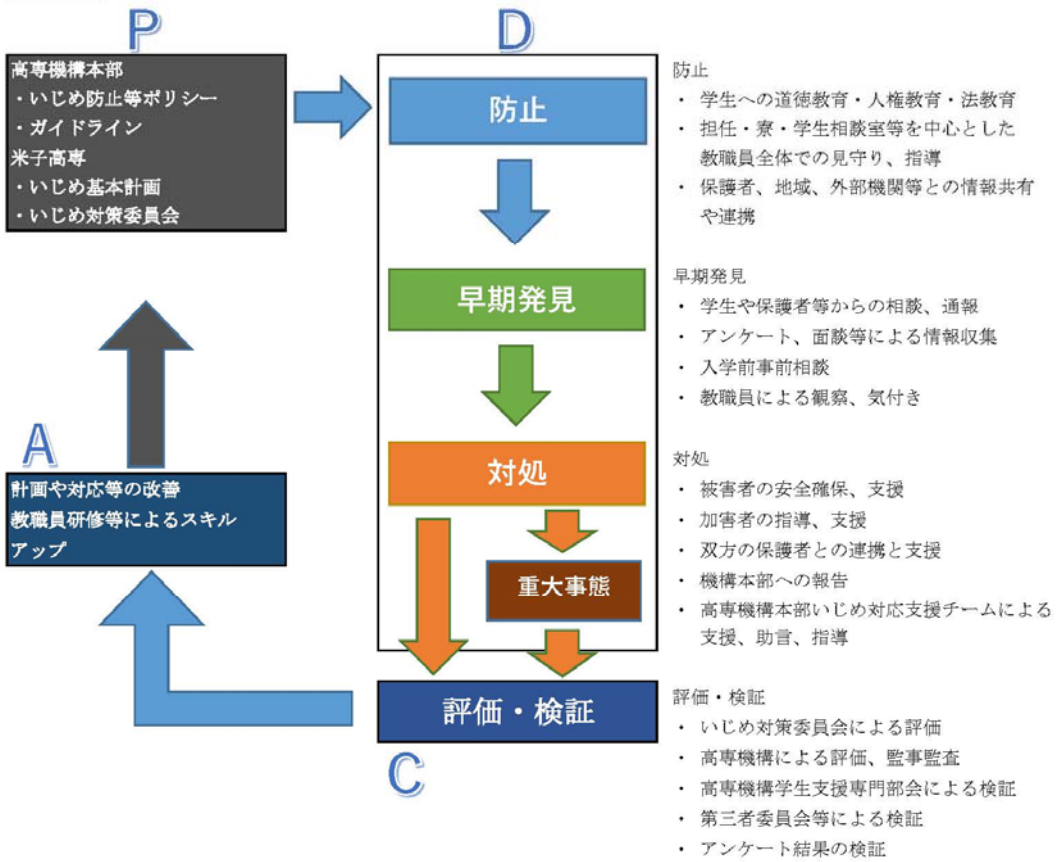 P
高専機構本部
・いじめ防止等ポリシー
・ガイドライン
米子高専
・いじめ基本計画
・いじめ対策委員会
D
防止
早期発見
対処
重大事態
評価・検証
C
A
計画や対応等の改善
教職員研修等によるスキル
アップ
防止
・ 学生への道徳教育・人権教育・法教育
・ 担任・寮・学生相談室等を中心とした
教職員全体での見守り、指導
・ 保護者、地域、外部機関等との情報共有
や連携
早期発見
・ 学生や保護者等からの相談、通報
・ アンケート、面談等による情報収集
・ 入学前事前相談
・ 教職員による観察、気付き
対処
・ 被害者の安全確保、支援
・ 加害者の指導、支援
・ 双方の保護者との連携と支援
・ 機構本部への報告
・ 高専機構本部いじめ対応支援チームによる
支援、助言、指導
評価・検証
・ いじめ対策委員会による評価
・ 高専機構による評価、監事監査
・ 高専機構学生支援専門部会による検証
・ 第三者委員会等による検証
・ アンケート結果の検証